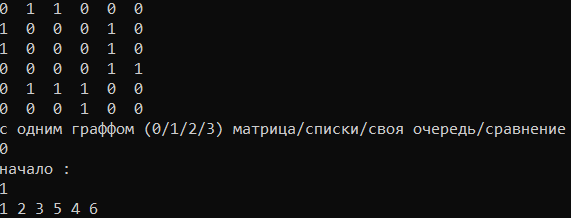 0 1 1 0 0 0
1 0 0 0 1 0
1 0 0 0 1 0
0 0 0 0 1 1
0 1 1 1 0 0
0 0 0 1 0 0
с одним граффом (0/1/2/3) матрица/списки/своя очередь/сравнение
0
начало :
1
1 2 3 5 4 6